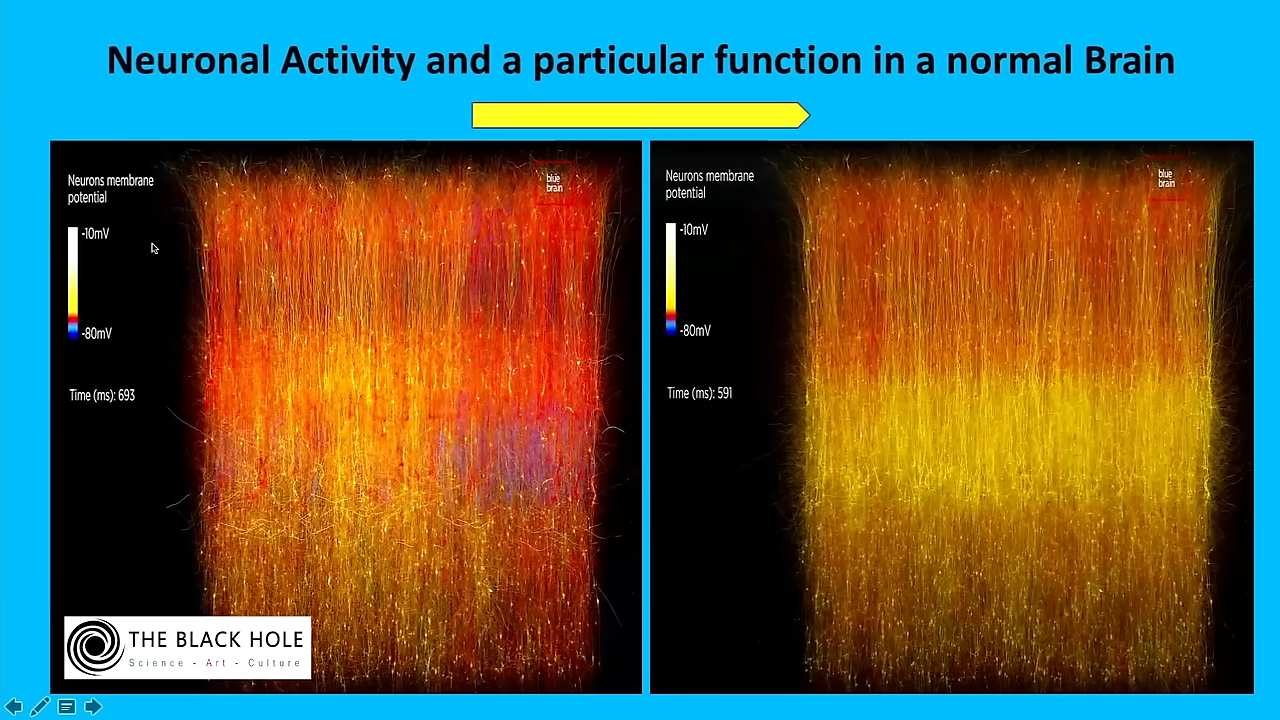 Neuronal Activity and a particular function in a normal Brain
Neurons membrane
potential
-10mV
-80mV
Time (ms): 693
blue
brain
THE BLACK HOLE
Science - Art - Culture
Neurons membrane
potential
-10mV
-80mV
Time (ms): 591
blue
brain